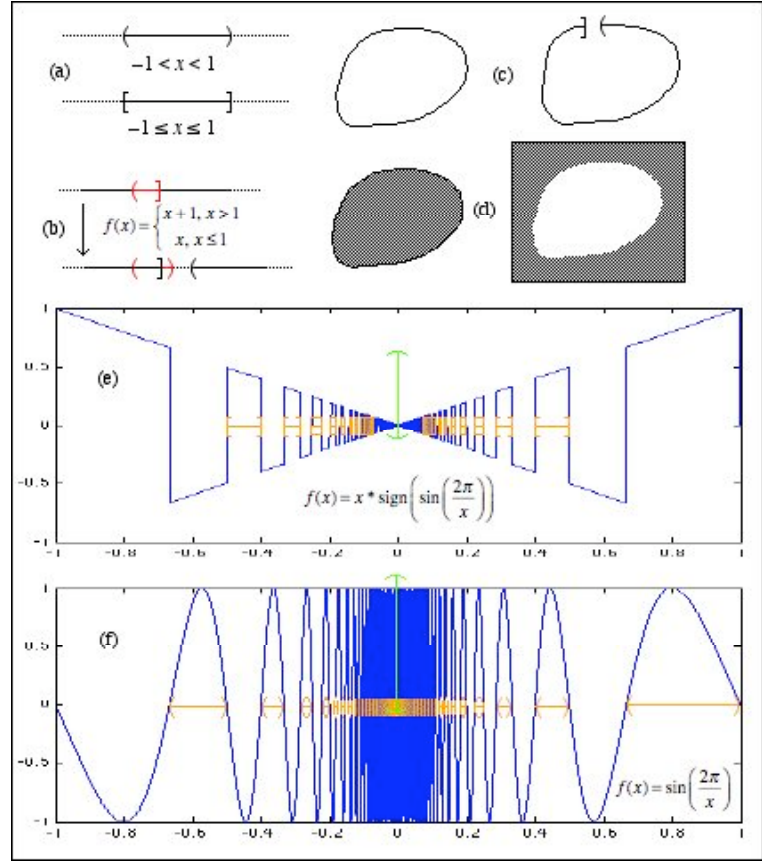 (a)
−1 < x < 1
−1 ≤ x ≤ 1
(c)
(b)
f(x) = { x + 1, x > 1
x, x ≤ 1
(d)
1
0.5
0
-0.5
-1
(e)
f(x) = x * sign(sin(2π/x))
-1 -0.8 -0.6 -0.4 -0.2 0 0.2 0.4 0.6 0.8 1
1
0.5
0
-0.5
-1
(f)
f(x) = sin(2π/x)
-1 -0.8 -0.6 -0.4 -0.2 0 0.2 0.4 0.6 0.8 1